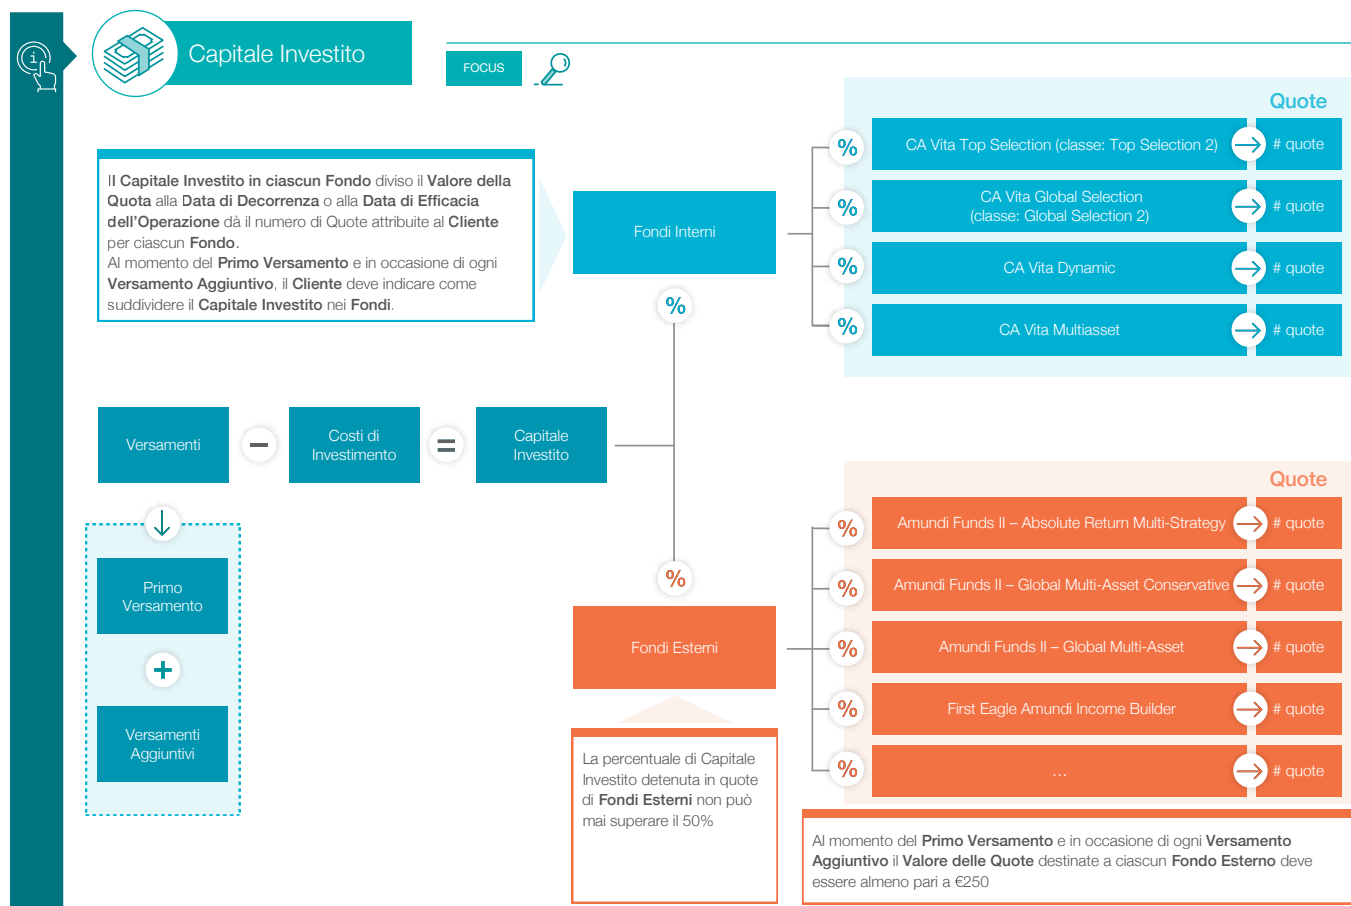 Capitale Investito
FOCUS
Il Capitale Investito in ciascun Fondo diviso il Valore della
Quota alla Data di Decorrenza o alla Data di Efficacia
dell'Operazione dà il numero di Quote attribuite al Cliente
per ciascun Fondo.
Al momento del Primo Versamento e in occasione di ogni
Versamento Aggiuntivo, il Cliente deve indicare come
suddividere il Capitale Investito nei Fondi.
Fondi Interni
%
Quote
%
CA Vita Top Selection (classe: Top Selection 2)
# quote
%
CA Vita Global Selection
(classe: Global Selection 2)
# quote
%
CA Vita Dynamic
# quote
%
CA Vita Multiasset
# quote
Versamenti
–
Costi di
Investimento
=
Capitale
Investito
Primo
Versamento
+
Versamenti
Aggiuntivi
%
Fondi Esterni
Quote
%
Amundi Funds II – Absolute Return Multi-Strategy
# quote
%
Amundi Funds II – Global Multi-Asset Conservative
# quote
%
Amundi Funds II – Global Multi-Asset
# quote
%
First Eagle Amundi Income Builder
# quote
%
...
# quote
La percentuale di Capitale
Investito detenuta in quote
di Fondi Esterni non può
mai superare il 50%
Al momento del Primo Versamento e in occasione di ogni Versamento
Aggiuntivo il Valore delle Quote destinate a ciascun Fondo Esterno deve
essere almeno pari a €250